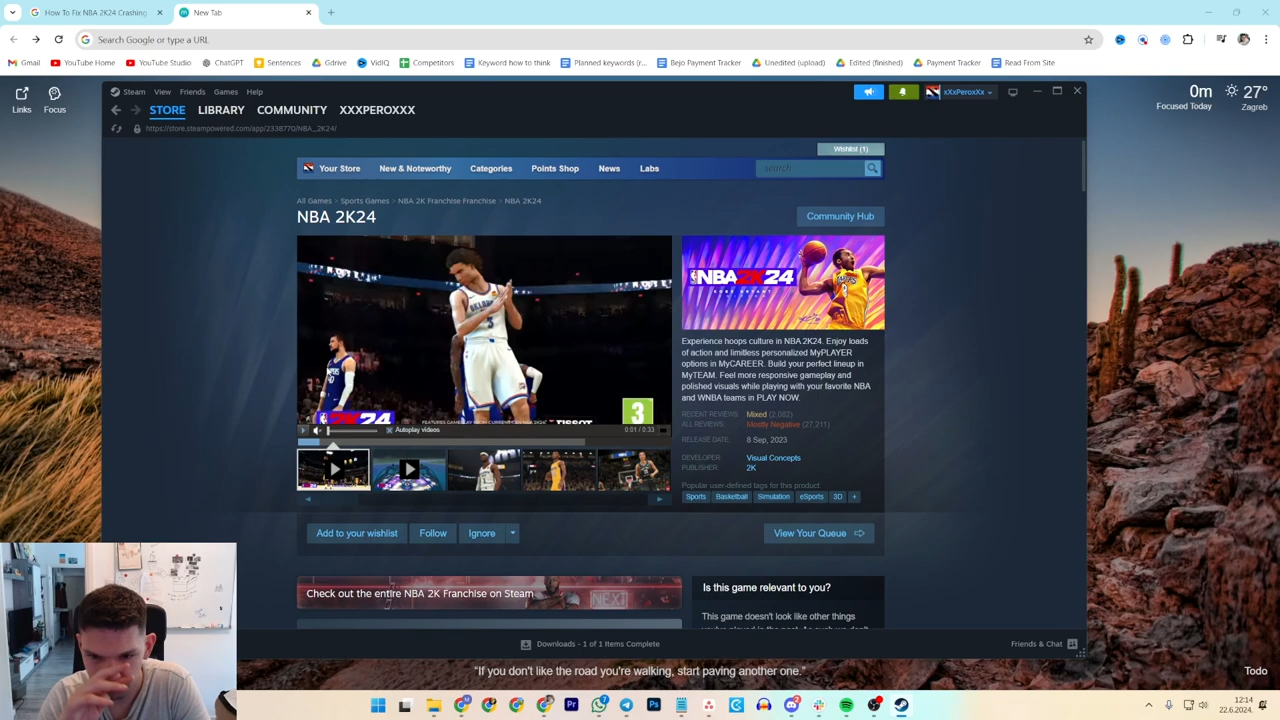 How To Fix NBA 2K24 Crashing
New Tab
Search Google or type a URL
Gmail
YouTube Home
YouTube Studio
ChatGPT
Sentences
Gdrive
VidIQ
Competitors
Keyword how to think
Planned keywords (r...
Bejo Payment Tracker
Unedited (upload)
Edited (finished)
Payment Tracker
Read From Site
Links
Focus
0m
Focused Today
27°
Zagreb
Steam View Friends Games Help
xXxPeroxXx
STORE LIBRARY COMMUNITY XXXPEROXXX
https://store.steampowered.com/app/2338770/NBA_2K24/
Wishlist (1)
Your Store New & Noteworthy Categories Points Shop News Labs
search
All Games > Sports Games > NBA 2K Franchise Franchise > NBA 2K24
NBA 2K24
Community Hub
NBA 2K24
Experience hoops culture in NBA 2K24. Enjoy loads
of action and limitless personalized MyPLAYER
options in MyCAREER. Build your perfect lineup in
MyTEAM. Feel more responsive gameplay and
polished visuals while playing with your favorite NBA
and WNBA teams in PLAY NOW.
RECENT REVIEWS: Mixed (2,082)
ALL REVIEWS: Mostly Negative (27,211)
RELEASE DATE: 8 Sep, 2023
DEVELOPER: Visual Concepts
PUBLISHER: 2K
Popular user-defined tags for this product:
Sports Basketball Simulation eSports 3D +
2K24
TISSOT
3
Autoplay videos
0:01 / 0:33
Add to your wishlist
Follow
Ignore
View Your Queue
Check out the entire NBA 2K Franchise on Steam
Is this game relevant to you?
This game doesn't look like other things
Downloads - 1 of 1 Items Complete
Friends & Chat
“If you don't like the road you're walking, start paving another one.”
Todo
12:14
22.6.2024.